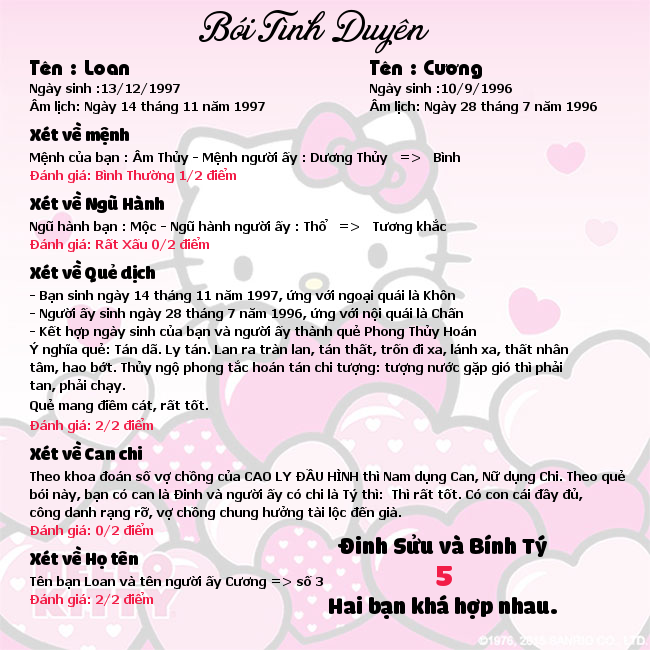 Bói Tình Duyên
Tên : Loan
Ngày sinh :13/12/1997
Âm lịch: Ngày 14 tháng 11 năm 1997
Tên : Cương
Ngày sinh :10/9/1996
Âm lịch: Ngày 28 tháng 7 năm 1996
Xét về mệnh
Mệnh của bạn : Âm Thủy - Mệnh người ấy : Dương Thủy => Bình
Đánh giá: Bình Thường 1/2 điểm
Xét về Ngũ Hành
Ngũ hành bạn : Mộc - Ngũ hành người ấy : Thổ => Tương khắc
Đánh giá: Rất Xấu 0/2 điểm
Xét về Quẻ dịch
- Bạn sinh ngày 14 tháng 11 năm 1997, ứng với ngoại quái là Khôn
- Người ấy sinh ngày 28 tháng 7 năm 1996, ứng với nội quái là Chấn
- Kết hợp ngày sinh của bạn và người ấy thành quẻ Phong Thủy Hoán
Ý nghĩa quẻ: Tán dã. Ly tán. Lan ra tràn lan, tán thất, trốn đi xa, lánh xa, thất nhân
tâm, hao bớt. Thủy ngộ phong tắc hoán tán chi tượng: tượng nước gặp gió thì phải
tan, phải chạy.
Quẻ mang điềm cát, rất tốt.
Đánh giá: 2/2 điểm
Xét về Can chi
Theo khoa đoán số vợ chồng của CAO LY ĐẦU HÌNH thì Nam dụng Can, Nữ dụng Chi. Theo quẻ
bói này, bạn có can là Đinh và người ấy có chi là Tý thì: Thì rất tốt. Có con cái đầy đủ,
công danh rạng rỡ, vợ chồng chung hưởng tài lộc đến già.
Đánh giá: 0/2 điểm
Xét về Họ tên
Tên bạn Loan và tên người ấy Cương => số 3
Đánh giá: 2/2 điểm
Đinh Sửu và Bính Tý
5
Hai bạn khá hợp nhau.
KITTY
©1976, 2016 SANRIO CO., LTD.